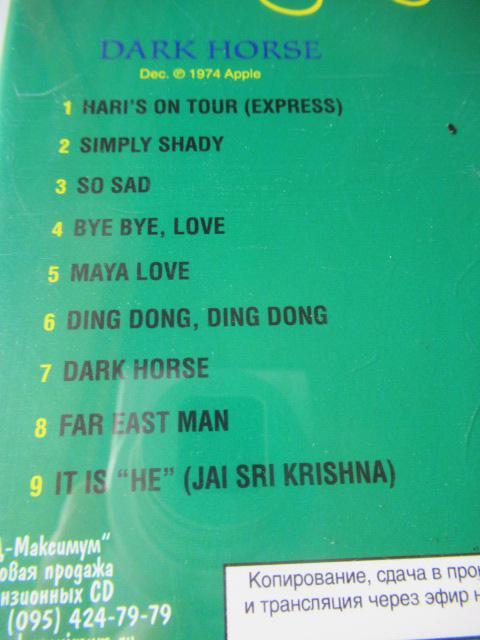 DARK HORSE
Dec. ℗ 1974 Apple
1 HARI'S ON TOUR (EXPRESS)
2 SIMPLY SHADY
3 SO SAD
4 BYE BYE, LOVE
5 MAYA LOVE
6 DING DONG, DING DONG
7 DARK HORSE
8 FAR EAST MAN
9 IT IS “HE” (JAI SRI KRISHNA)
-Максимум“
овая продажа
нзионных CD
(095) 424-79-79
Копирование, сдача в про
и трансляция через эфир н